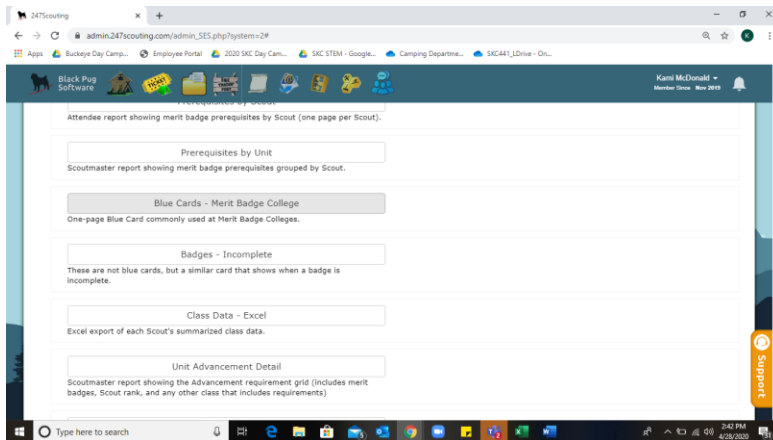 247Scouting
admin.247scouting.com/admin_SES.php?system=2#
K
Apps
Buckeye Day Camp...
Employee Portal
2020 SKC Day Cam...
SKC STEM - Google...
Camping Departme...
SKC441_LDrive - On...
Black Pug
Software
TICKET
Kami McDonald
Member Since Nov 2019
Prerequisites by Scout
Attendee report showing merit badge prerequisites by Scout (one page per Scout).
Prerequisites by Unit
Scoutmaster report showing merit badge prerequisites grouped by Scout.
Blue Cards - Merit Badge College
One-page Blue Card commonly used at Merit Badge Colleges.
Badges - Incomplete
These are not blue cards, but a similar card that shows when a badge is
incomplete.
Class Data - Excel
Excel export of each Scout's summarized class data.
Unit Advancement Detail
Scoutmaster report showing the Advancement requirement grid (includes merit
badges, Scout rank, and any other class that includes requirements)
Support
Type here to search
2:42 PM
4/28/2020